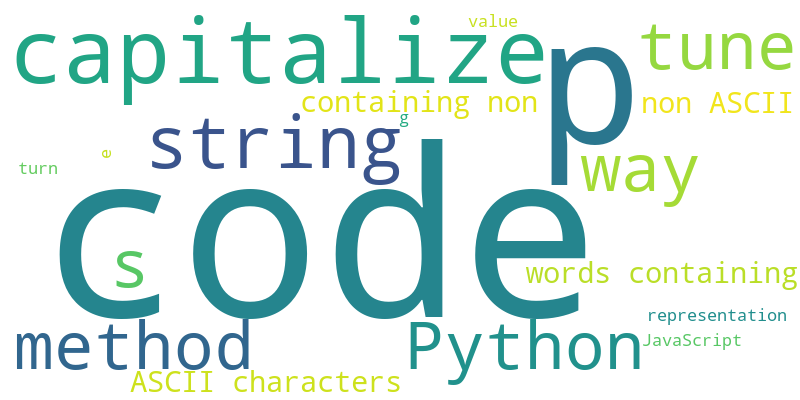 value
capitalize
p
tune
containing non
non ASCII
g
string
e
way
turn
code
s
words containing
representation
method
Python
JavaScript
ASCII characters